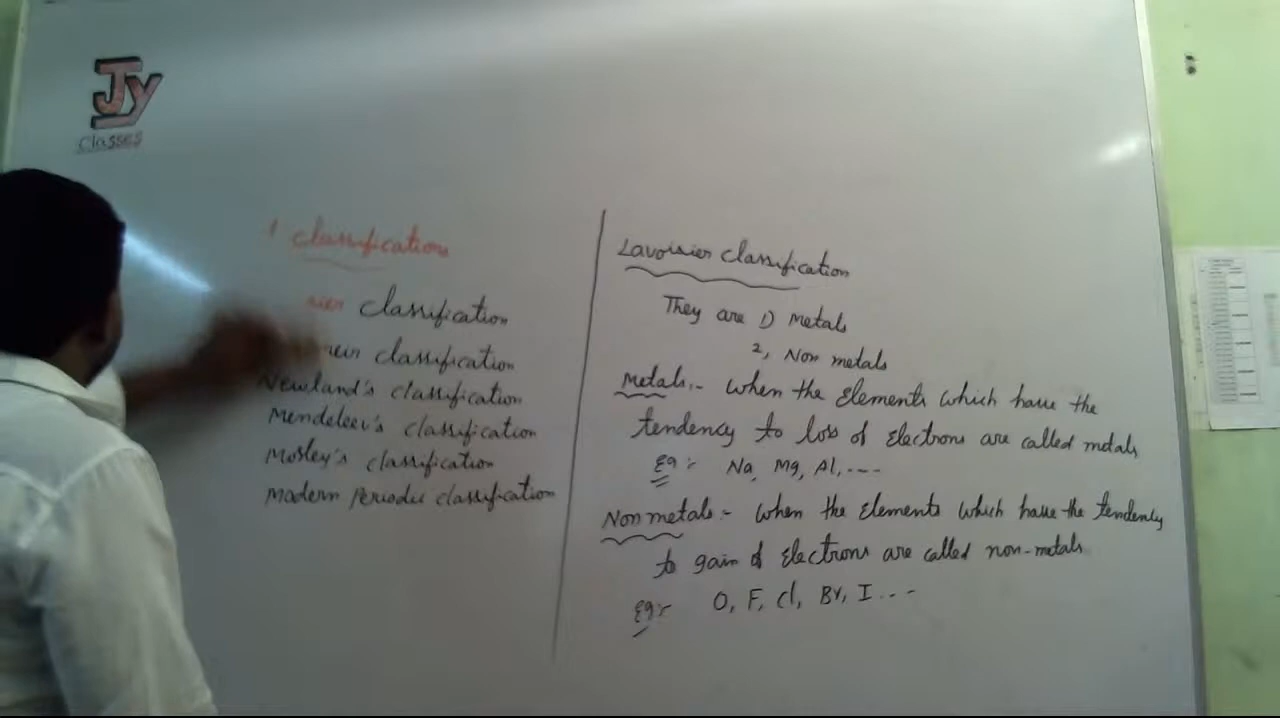 Jy
Classes
classifications
classification
classification
Newland's classification
Mendeleev's classification
Mosley's classification
Modern Periodic classification
Lavoisier classification
They are 1) Metals
2, Non metals
Metals :- When the Elements which have the
tendency to loss of Electrons are called metals
Eg :- Na, Mg, Al, ----
Non metals :- When the Elements which have the tendency
to gain of Electrons are called non-metals
Eg :- O, F, Cl, Br, I ---